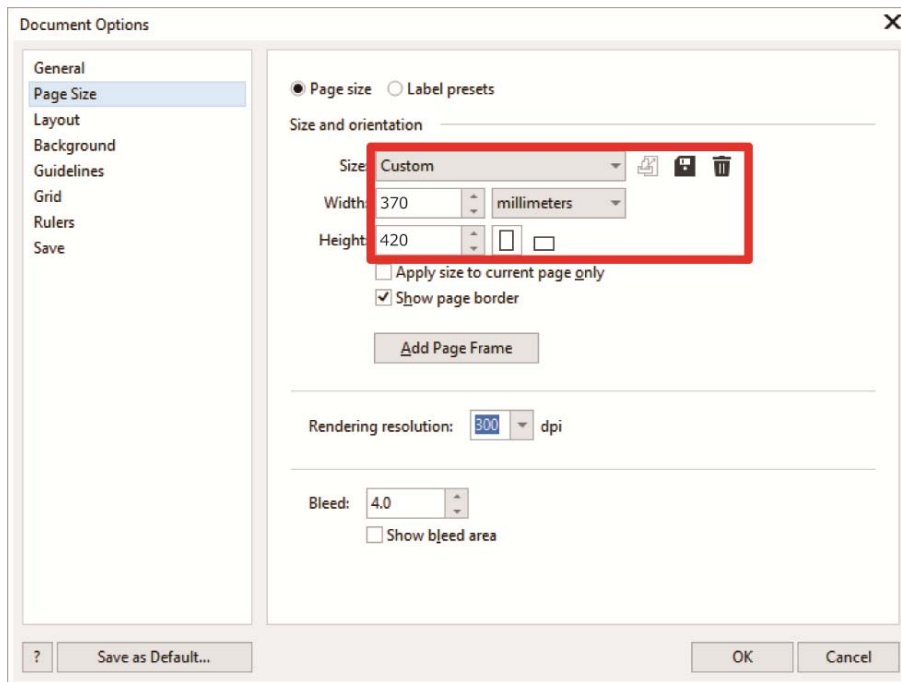 Document Options
General
Page Size
Layout
Background
Guidelines
Grid
Rulers
Save
Page size Label presets
Size and orientation
Size: Custom
Width: 370 millimeters
Height: 420
Apply size to current page only
Show page border
Add Page Frame
Rendering resolution: 300 dpi
Bleed: 4.0
Show bleed area
? Save as Default... OK Cancel